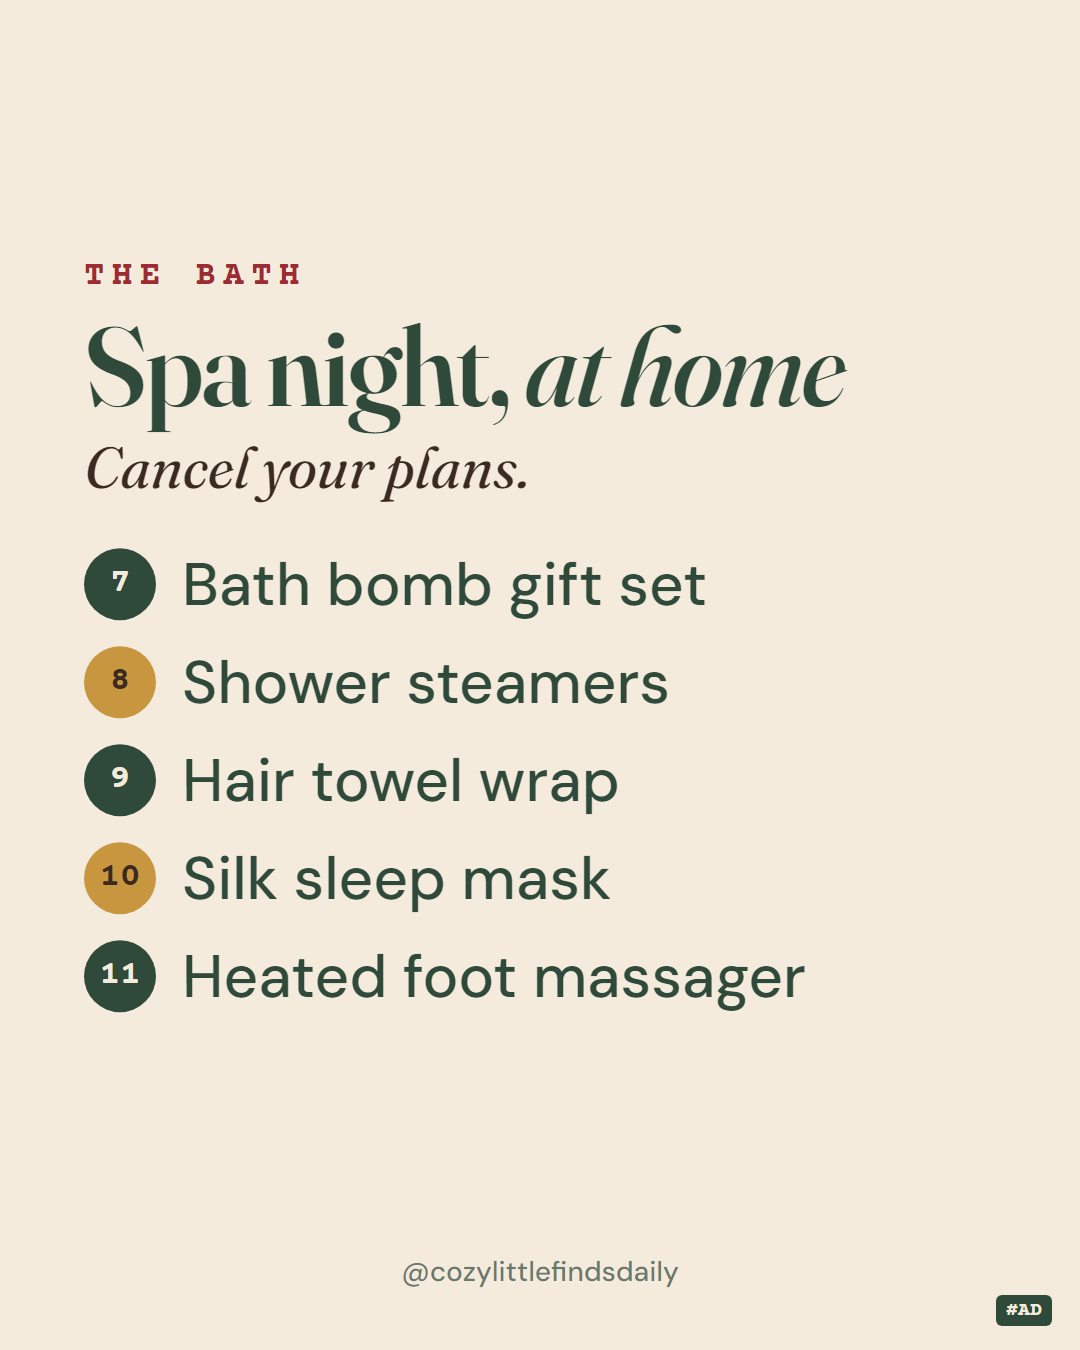 THE BATH
Spa night, at home
Cancel your plans.
7 Bath bomb gift set
8 Shower steamers
9 Hair towel wrap
10 Silk sleep mask
11 Heated foot massager
@cozylittlefindsdaily
#AD